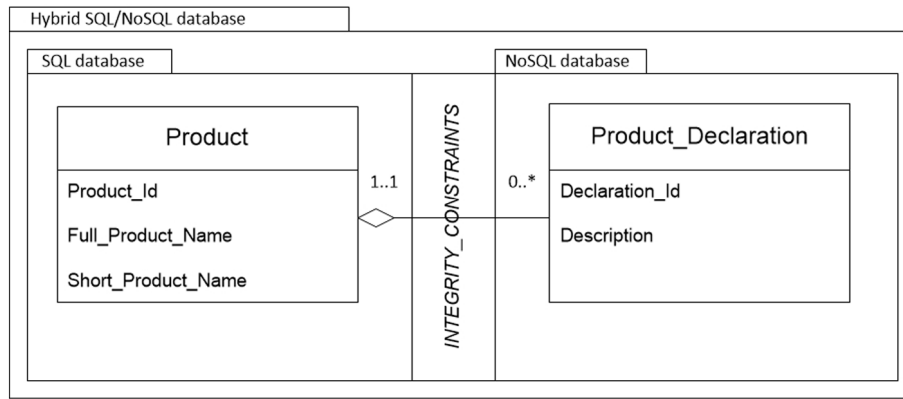 Hybrid SQL/NoSQL database
SQL database
NoSQL database
Product
Product_Id
Full_Product_Name
Short_Product_Name
1..1
INTEGRITY_CONSTRAINTS
0..*
Product_Declaration
Declaration_Id
Description